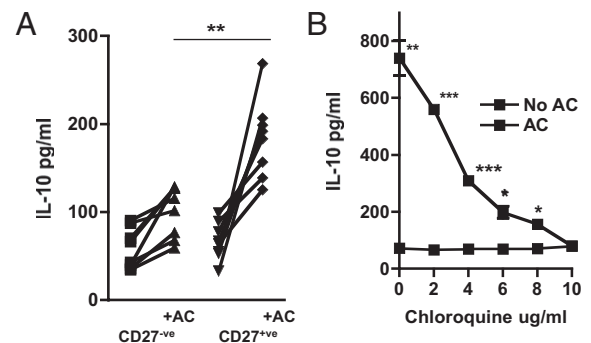 A
**
IL-10 pg/ml
300
200
100
0
+AC
+AC
CD27-ve
CD27+ve
B
IL-10 pg/ml
800
600
400
200
0
**
***
***
*
*
No AC
AC
0 2 4 6 8 10
Chloroquine ug/ml